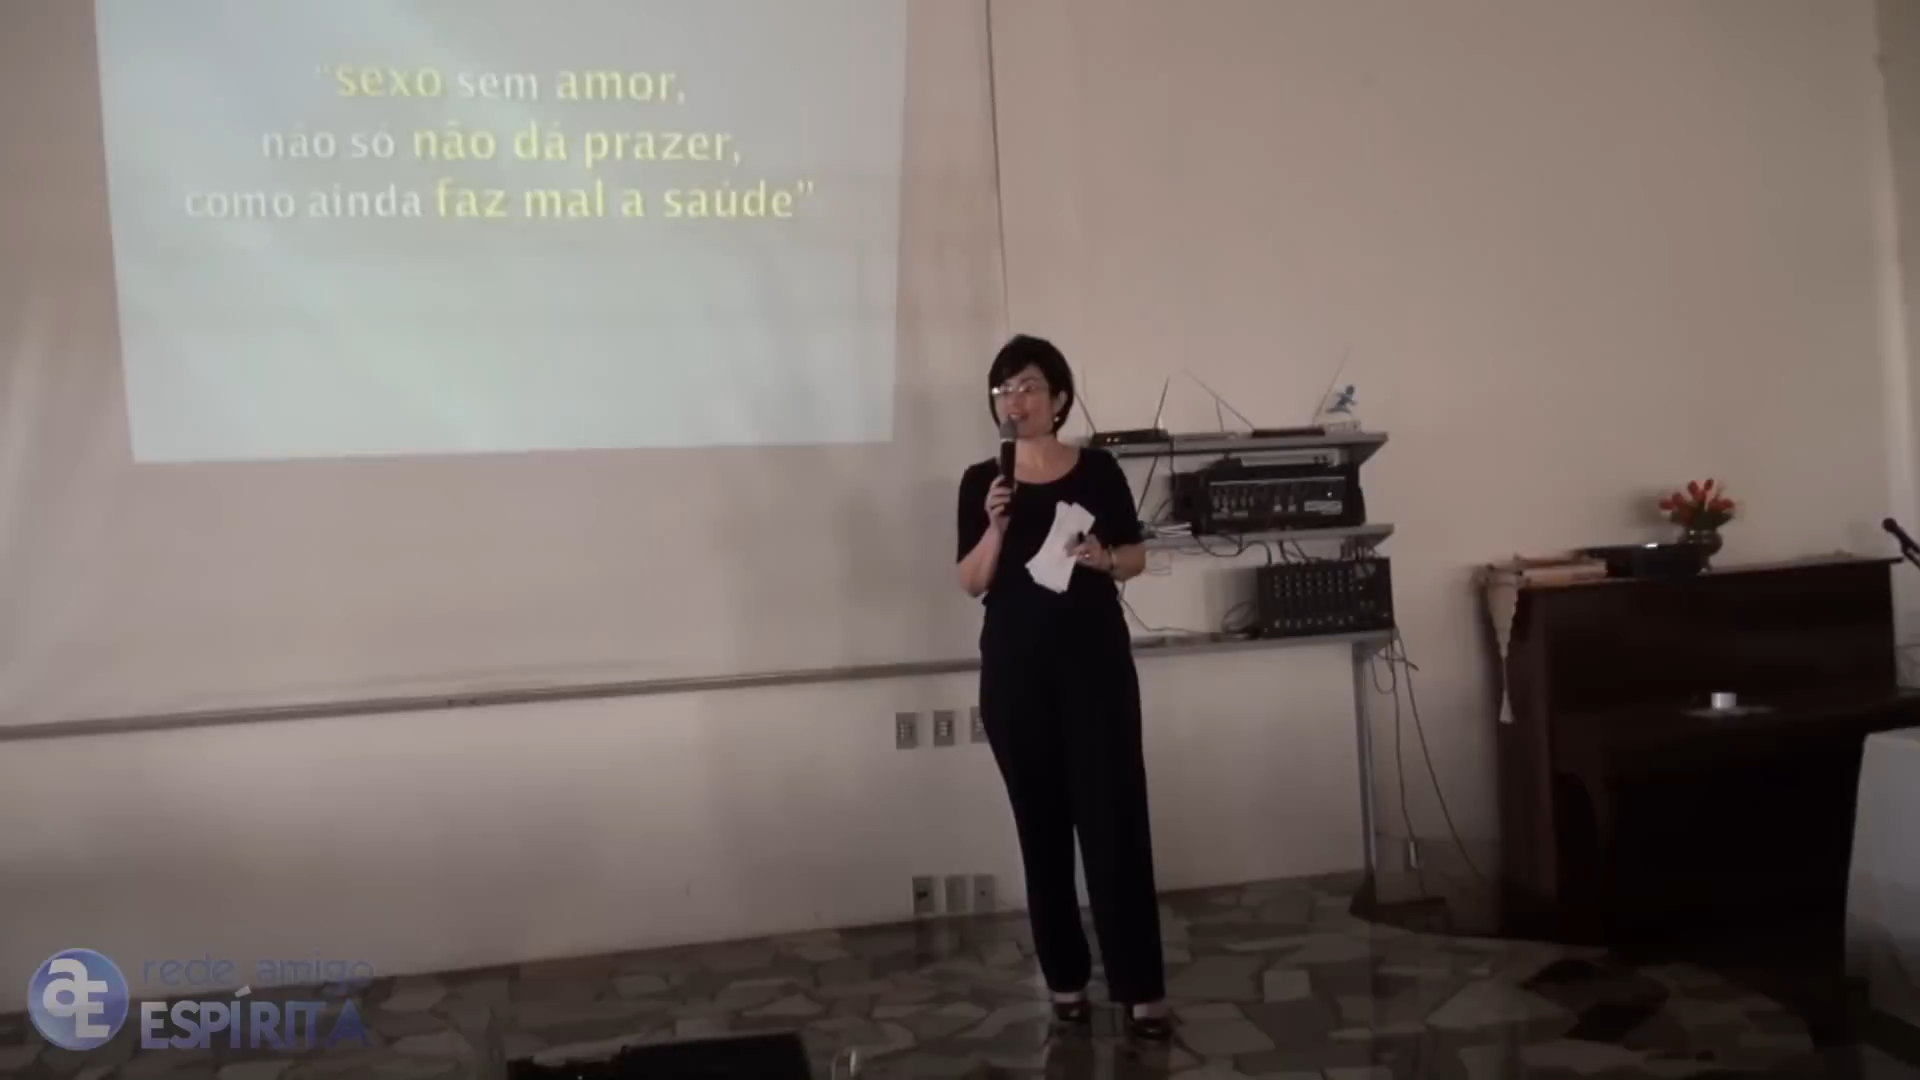 "sexo sem amor,
não só não dá prazer,
como ainda faz mal a saúde"
rede amigo
ESPÍRITA